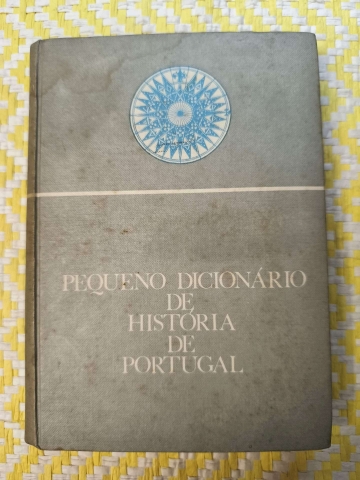 PEQUENO DICIONÁRIO
DE
HISTÓRIA
DE
PORTUGAL